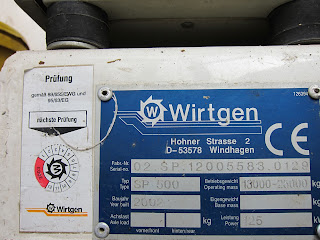 Prüfung
gemäß 89/655/EWG und
95/63/EG
nächste Prüfung
Wirtgen
Wirtgen
Hohner Strasse 2
D-53578 Windhagen
CE
Fabr.-Nr.
Serial-no.
Typ
Type
SP 500
Betriebsgewicht
Operating mass
kg
Baujahr
Year built
2002
Eigengewicht
Base mass
kg
Achslast
Axle load
kg
Leistung
Power
kW
vorne/front
hinten/rear